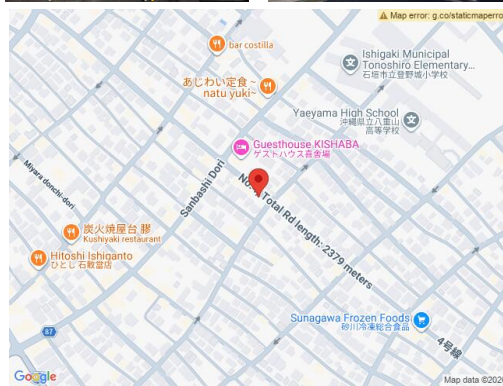 Map error: g.co/staticmaperro
bar costilla
Ishigaki Municipal
Tonoshiro Elementary...
石垣市立登野城小学校
あじわい定食～
natu yuki~
Yaeyama High School
沖縄県立八重山
高等学校
Guesthouse KISHABA
ゲストハウス喜舎場
Miyara donchi-dori
Sanbashi Dori
No.4 Total Rd length: 2379 meters
炭火焼屋台 膠
Kushiyaki restaurant
Hitoshi Ishiganto
ひとし 石敢當店
Sunagawa Frozen Foods
砂川冷凍総合食品
87
4号線
Google
Map data ©202